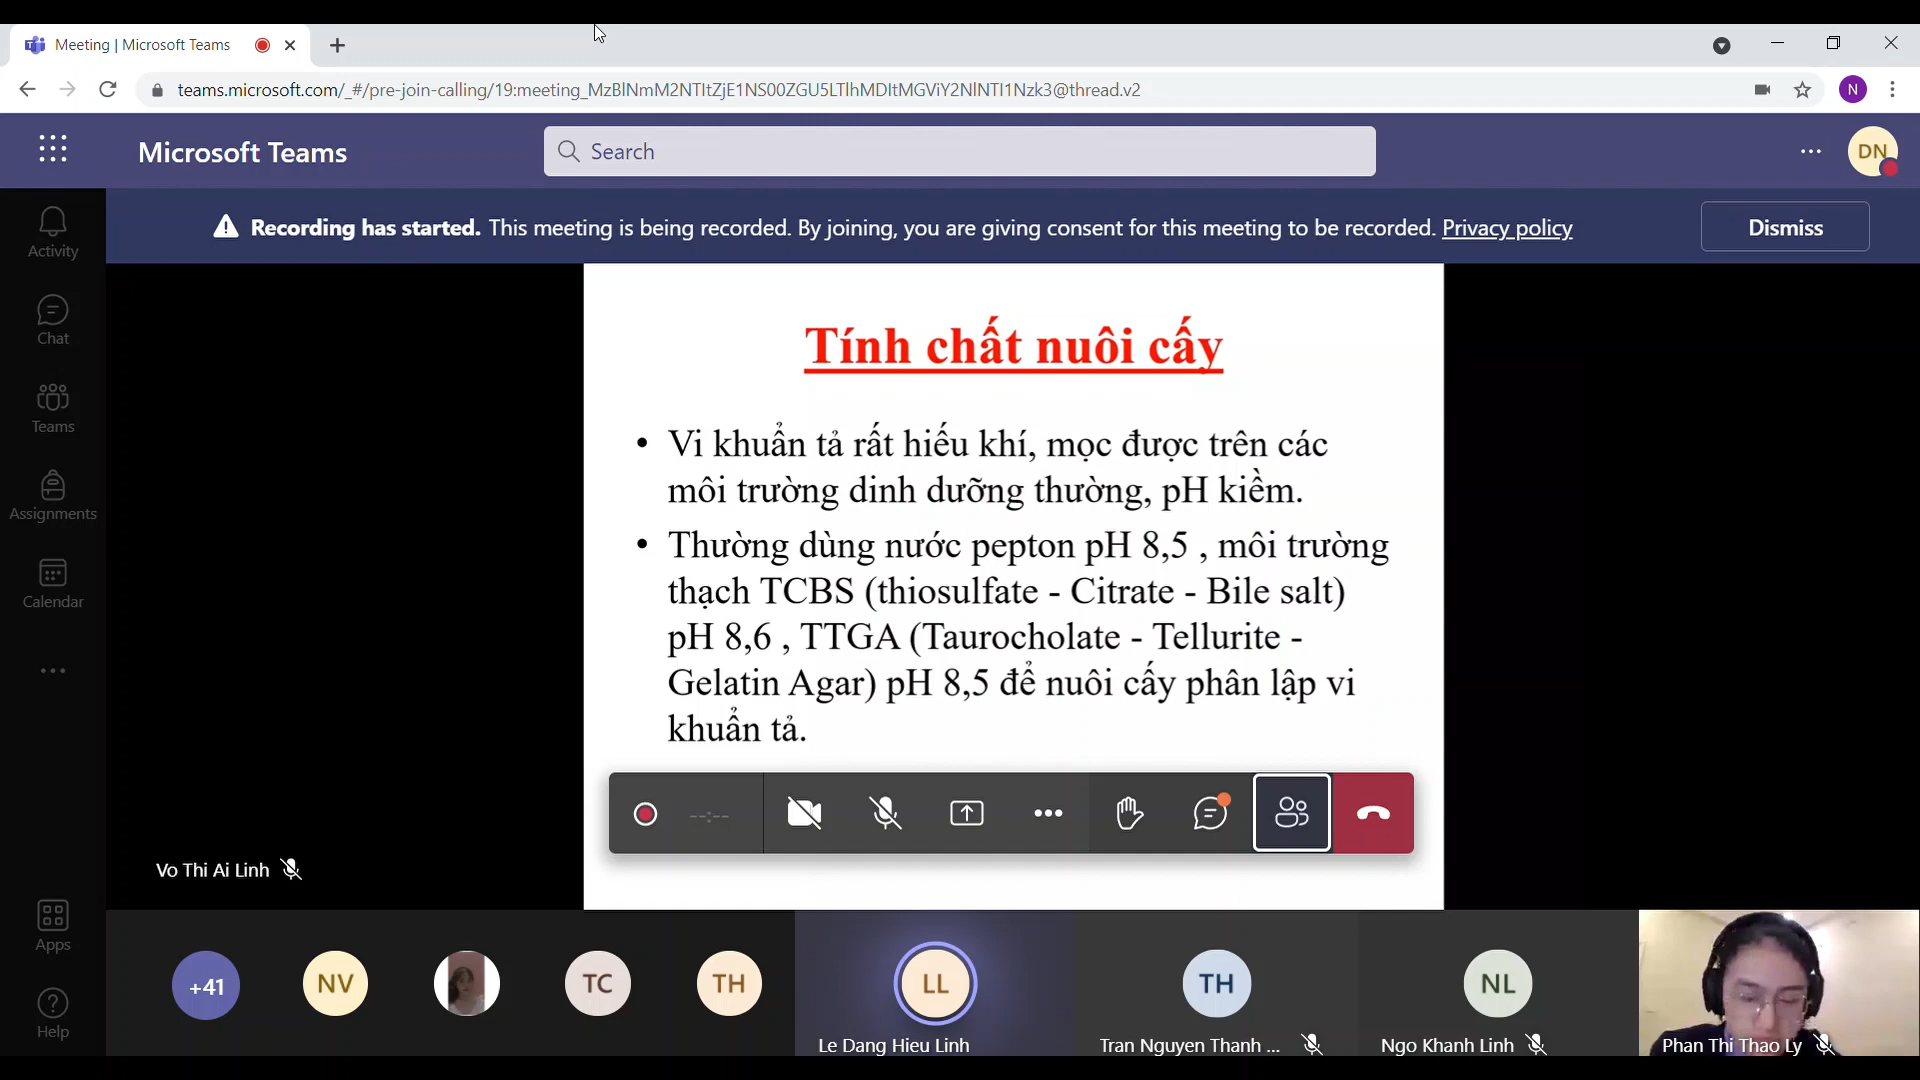 Meeting | Microsoft Teams
teams.microsoft.com/_#/pre-join-calling/19:meeting_MzBlNmM2NTItZjE1NS00ZGU5LTlhMDItMGViY2NlNTI1Nzk3@thread.v2
N
Microsoft Teams
Search
DN
Recording has started. This meeting is being recorded. By joining, you are giving consent for this meeting to be recorded. Privacy policy
Dismiss
Activity
Chat
Teams
Assignments
Calendar
Apps
Help
Tính chất nuôi cấy
• Vi khuẩn tả rất hiếu khí, mọc được trên các
môi trường dinh dưỡng thường, pH kiềm.
• Thường dùng nước pepton pH 8,5 , môi trường
thạch TCBS (thiosulfate - Citrate - Bile salt)
pH 8,6 , TTGA (Taurocholate - Tellurite -
Gelatin Agar) pH 8,5 để nuôi cấy phân lập vi
khuẩn tả.
--:--
Vo Thi Ai Linh
+41
NV
TC
TH
LL
TH
NL
Le Dang Hieu Linh
Tran Nguyen Thanh ...
Ngo Khanh Linh
Phan Thi Thao Ly